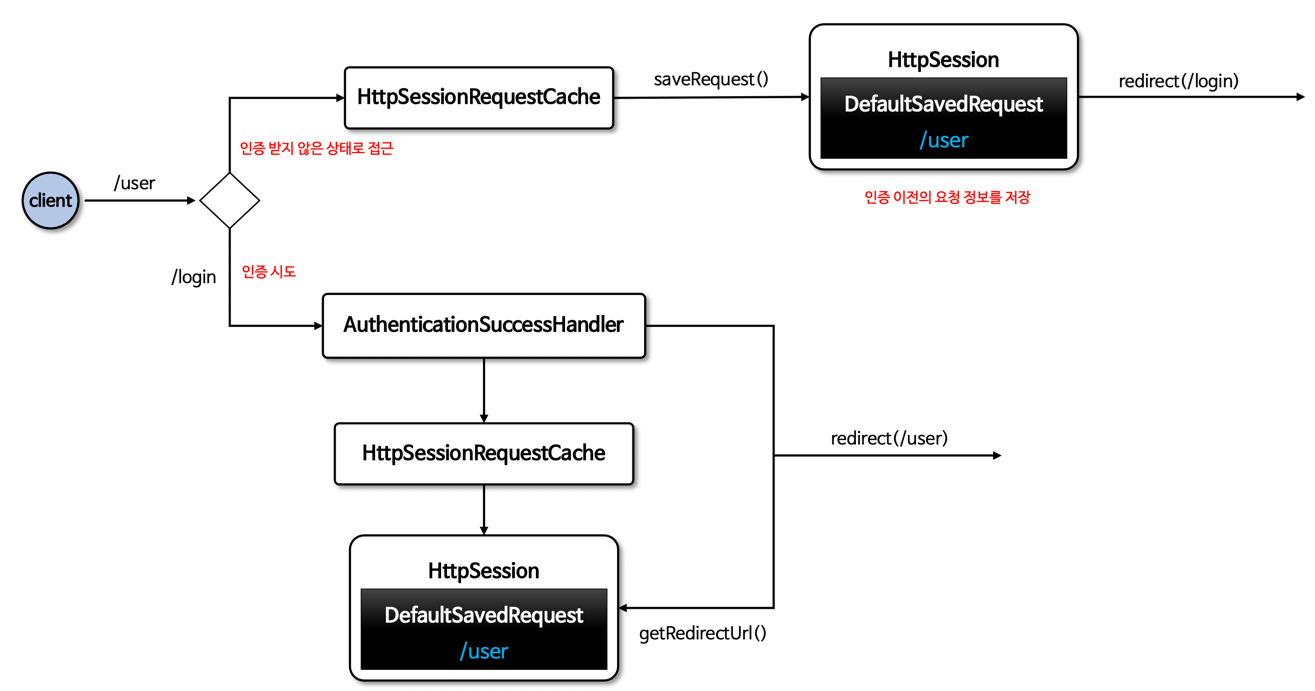 HttpSession
HttpSessionRequestCache
saveRequest()
DefaultSavedRequest
/user
redirect(/login)
인증 받지 않은 상태로 접근
인증 이전의 요청 정보를 저장
client
/user
/login
인증 시도
AuthenticationSuccessHandler
HttpSessionRequestCache
redirect(/user)
HttpSession
DefaultSavedRequest
/user
getRedirectUrl()